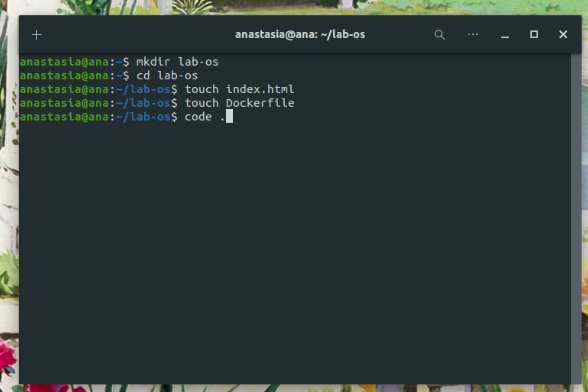 anastasia@ana: ~/lab-os
anastasia@ana:~$ mkdir lab-os
anastasia@ana:~$ cd lab-os
anastasia@ana:~/lab-os$ touch index.html
anastasia@ana:~/lab-os$ touch Dockerfile
anastasia@ana:~/lab-os$ code .